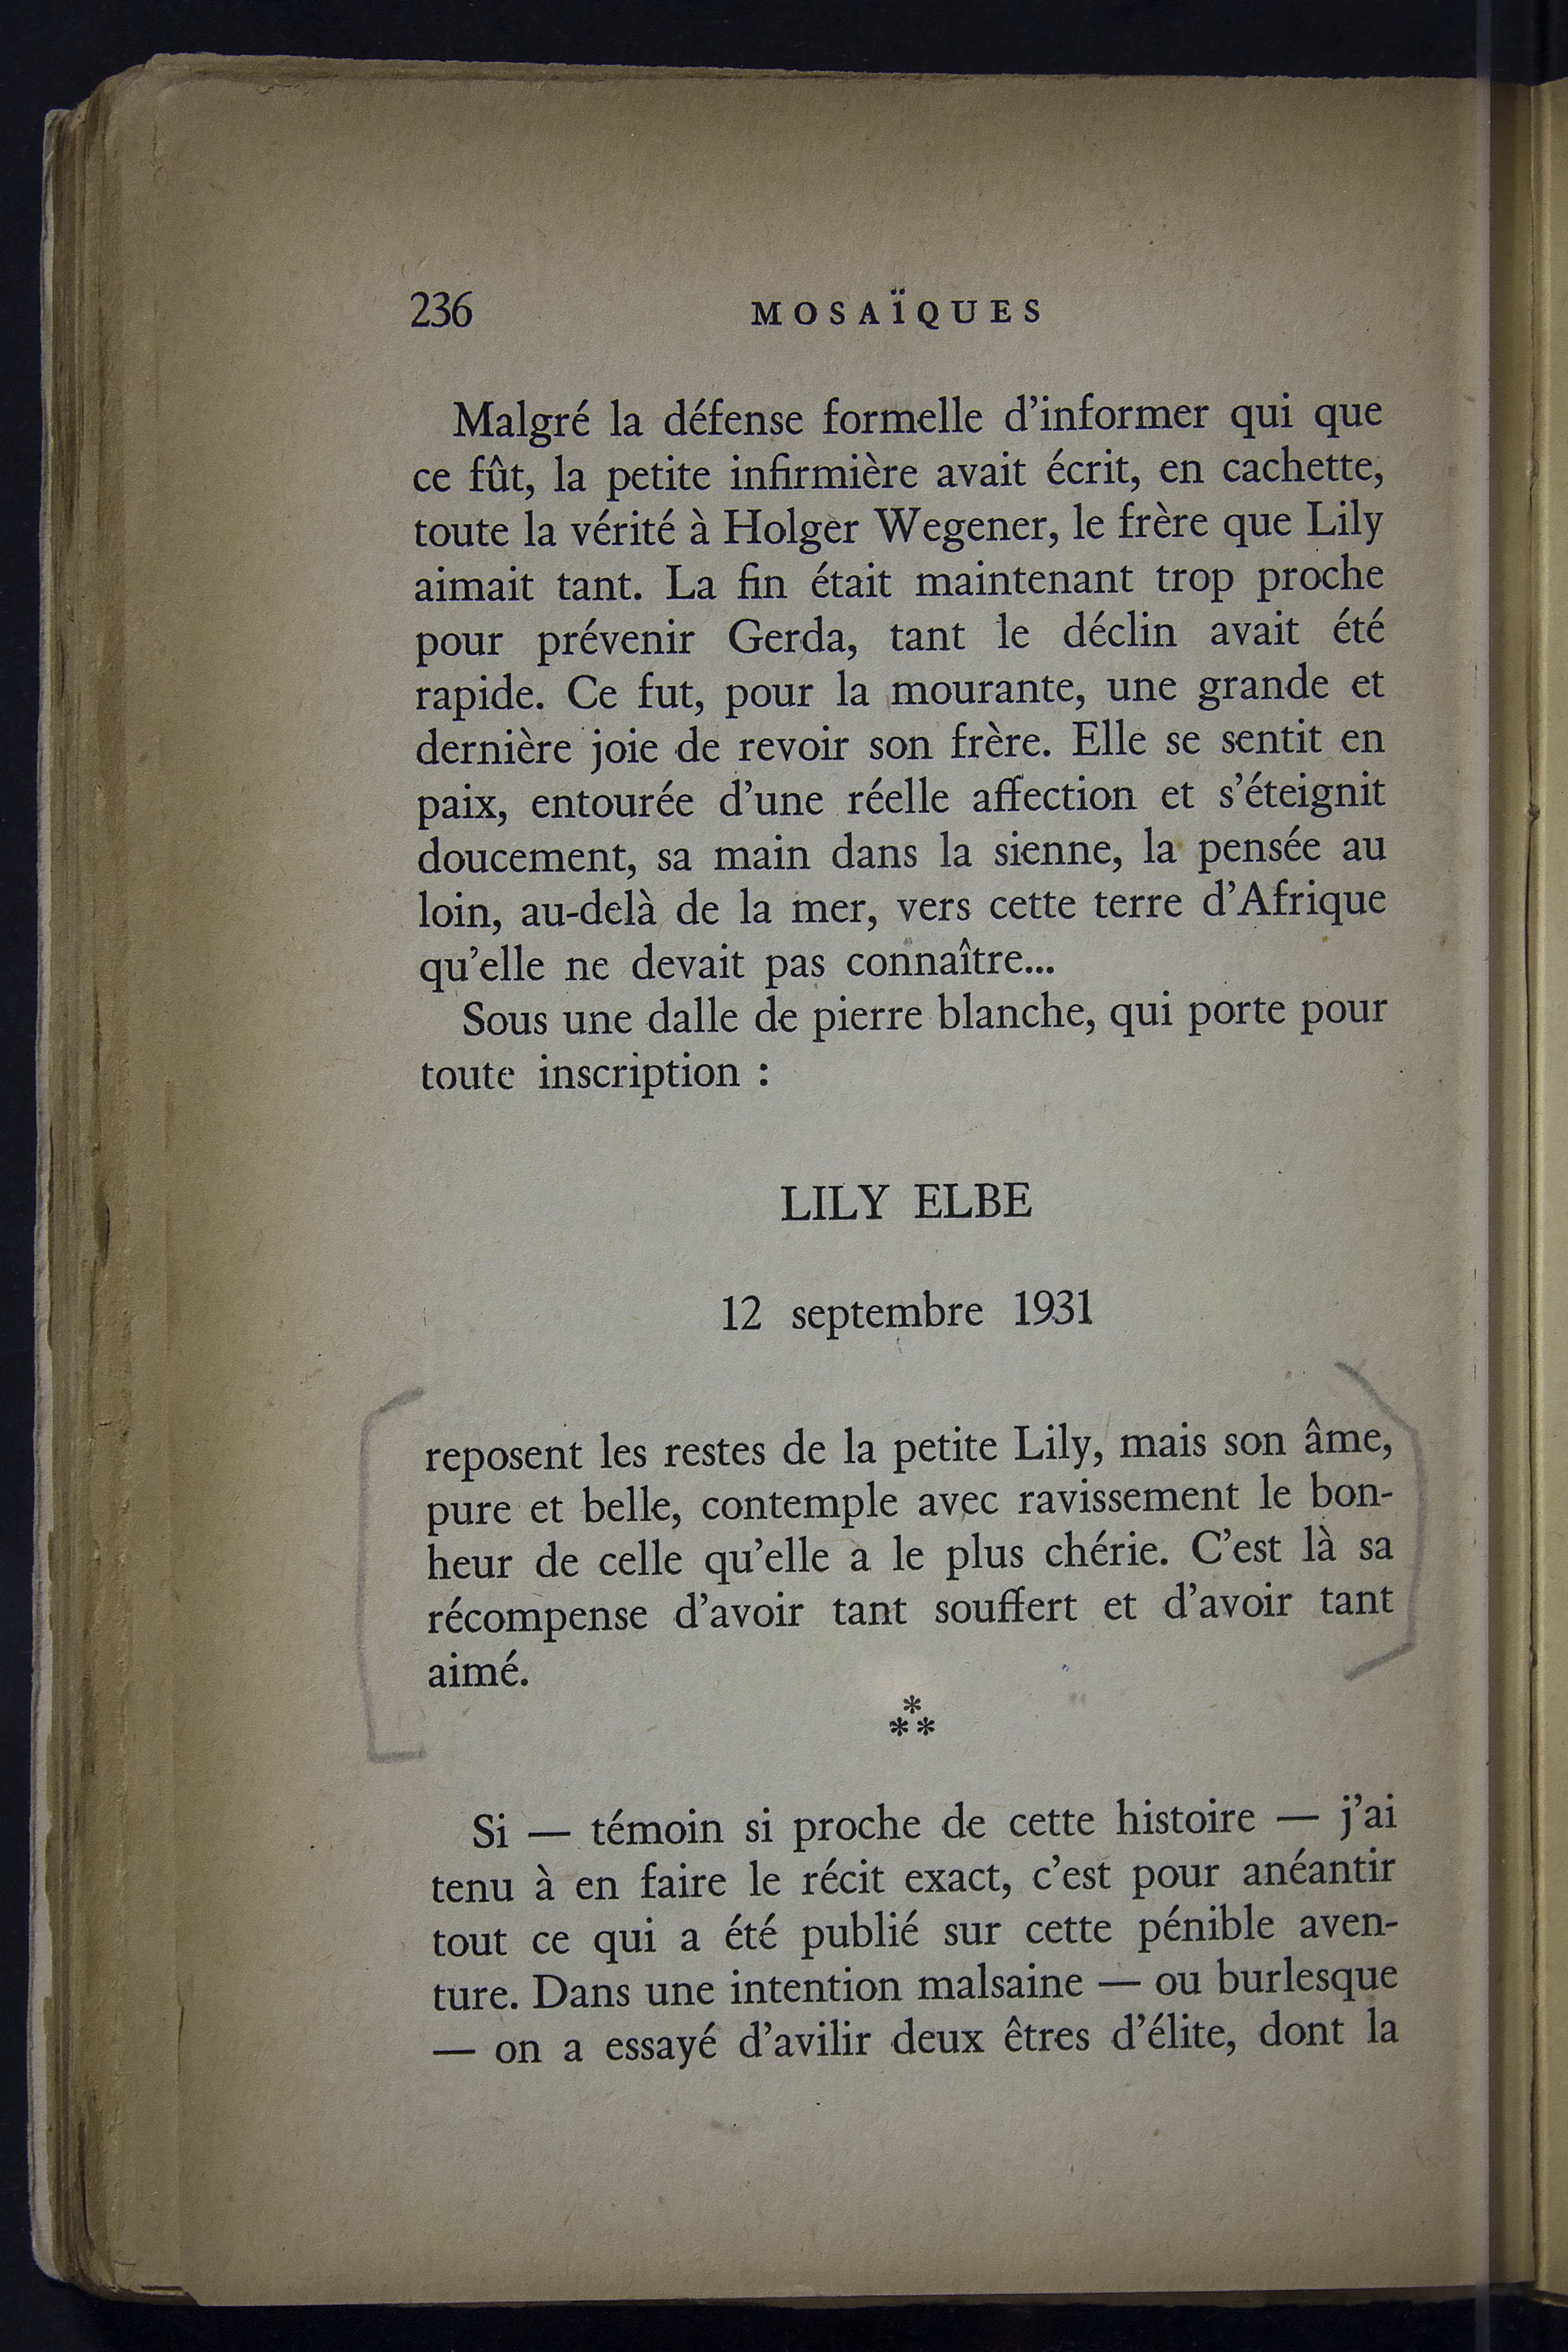 236 MOSAÏQUES
Malgré la défense formelle d’informer qui que
ce fût, la petite infirmière avait écrit, en cachette,
toute la vérité à Holger Wegener, le frère que Lily
aimait tant. La fin était maintenant trop proche
pour prévenir Gerda, tant le déclin avait été
rapide. Ce fut, pour la mourante, une grande et
dernière joie de revoir son frère. Elle se sentit en
paix, entourée d’une réelle affection et s’éteignit
doucement, sa main dans la sienne, la pensée au
loin, au-delà de la mer, vers cette terre d’Afrique
qu’elle ne devait pas connaître...
Sous une dalle de pierre blanche, qui porte pour
toute inscription :
LILY ELBE
12 septembre 1931
reposent les restes de la petite Lily, mais son âme,
pure et belle, contemple avec ravissement le bon-
heur de celle qu’elle a le plus chérie. C’est là sa
récompense d’avoir tant souffert et d’avoir tant
aimé.
*
* *
Si — témoin si proche de cette histoire — j’ai
tenu à en faire le récit exact, c’est pour anéantir
tout ce qui a été publié sur cette pénible aven-
ture. Dans une intention malsaine — ou burlesque
— on a essayé d’avilir deux êtres d’élite, dont la